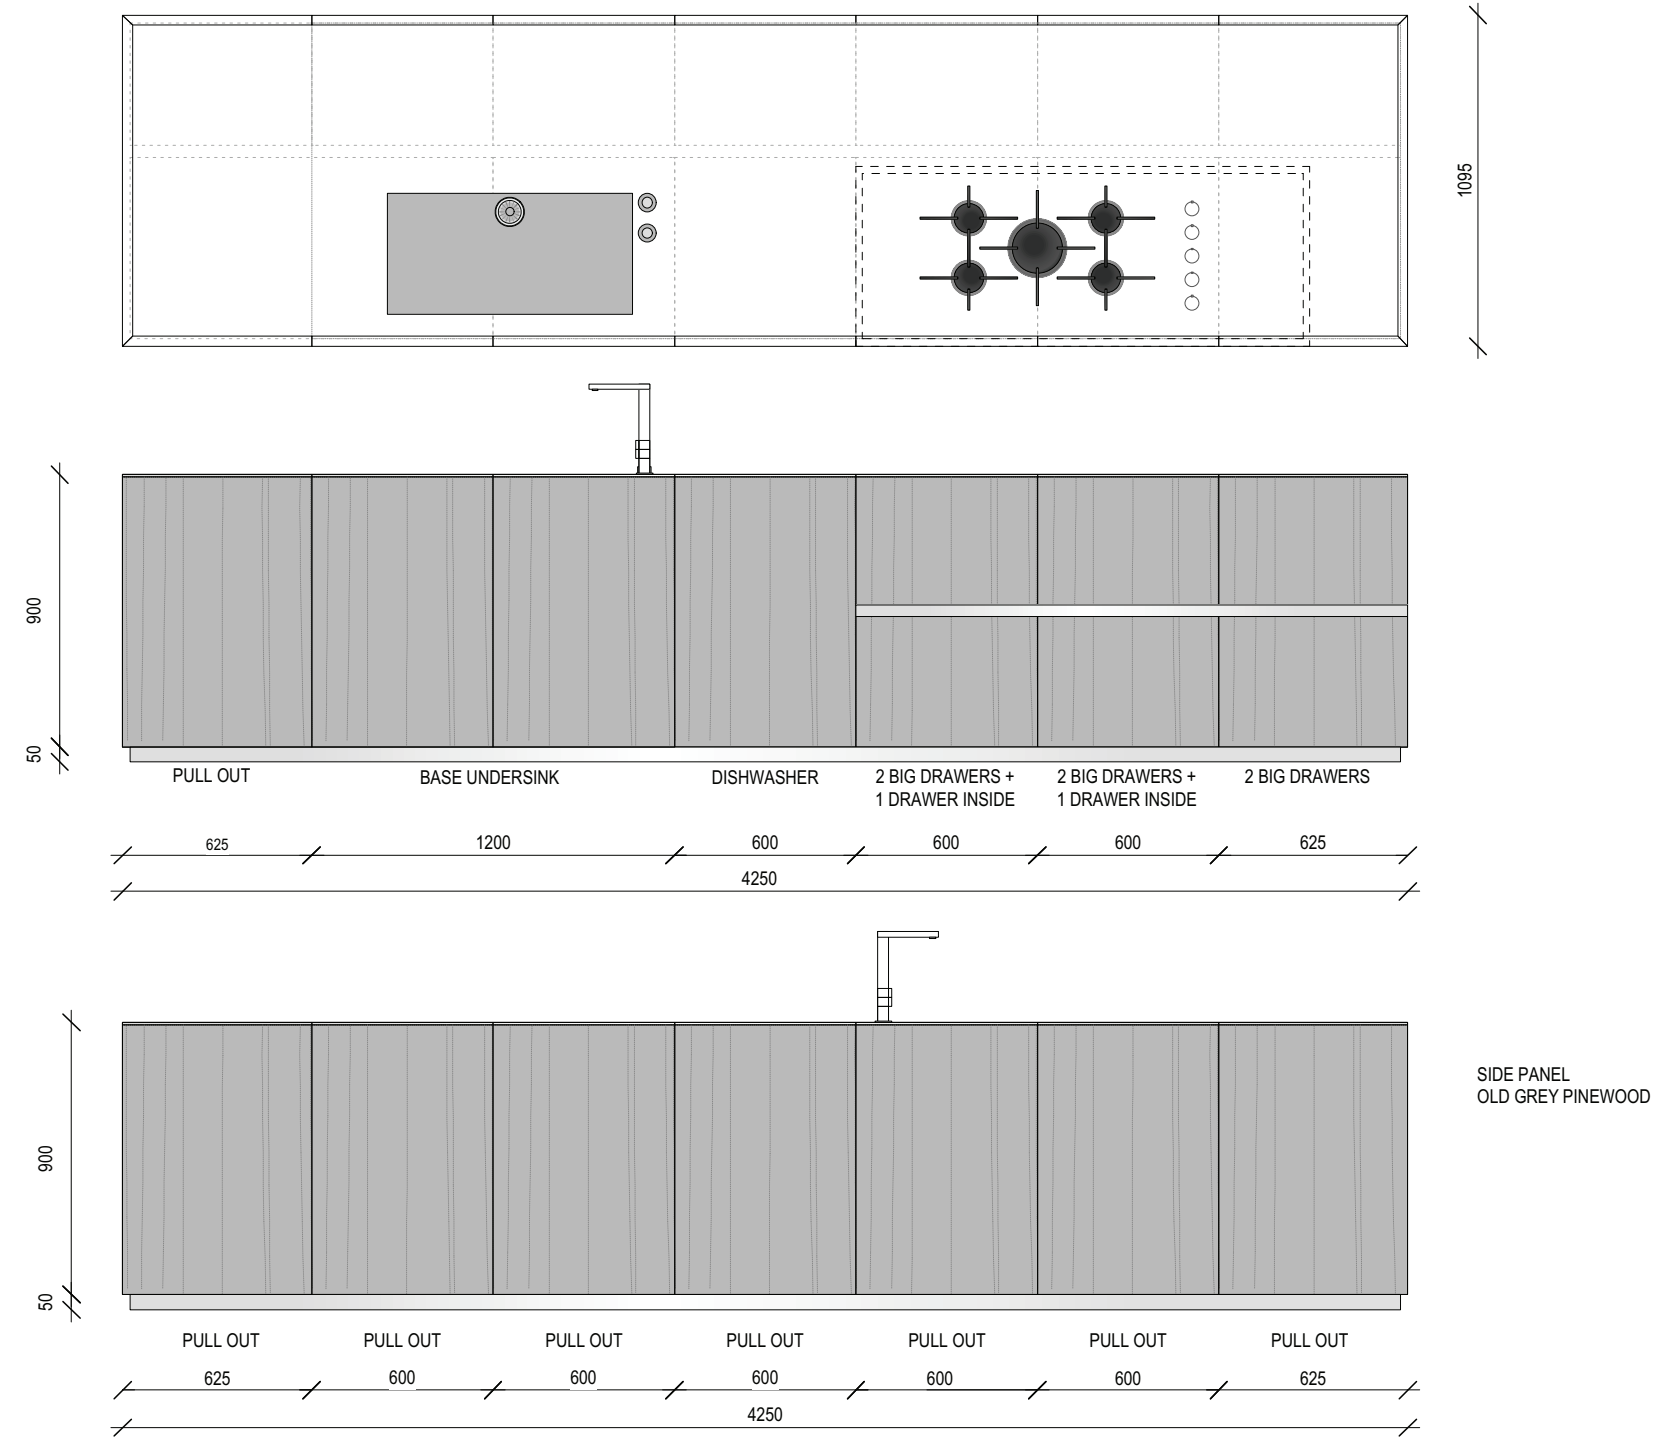 1095
900
50
PULL OUT
BASE UNDERSINK
DISHWASHER
2 BIG DRAWERS +
1 DRAWER INSIDE
2 BIG DRAWERS +
1 DRAWER INSIDE
2 BIG DRAWERS
625
1200
600
600
600
625
4250
SIDE PANEL
OLD GREY PINEWOOD
900
50
PULL OUT
PULL OUT
PULL OUT
PULL OUT
PULL OUT
PULL OUT
PULL OUT
625
600
600
600
600
600
625
4250